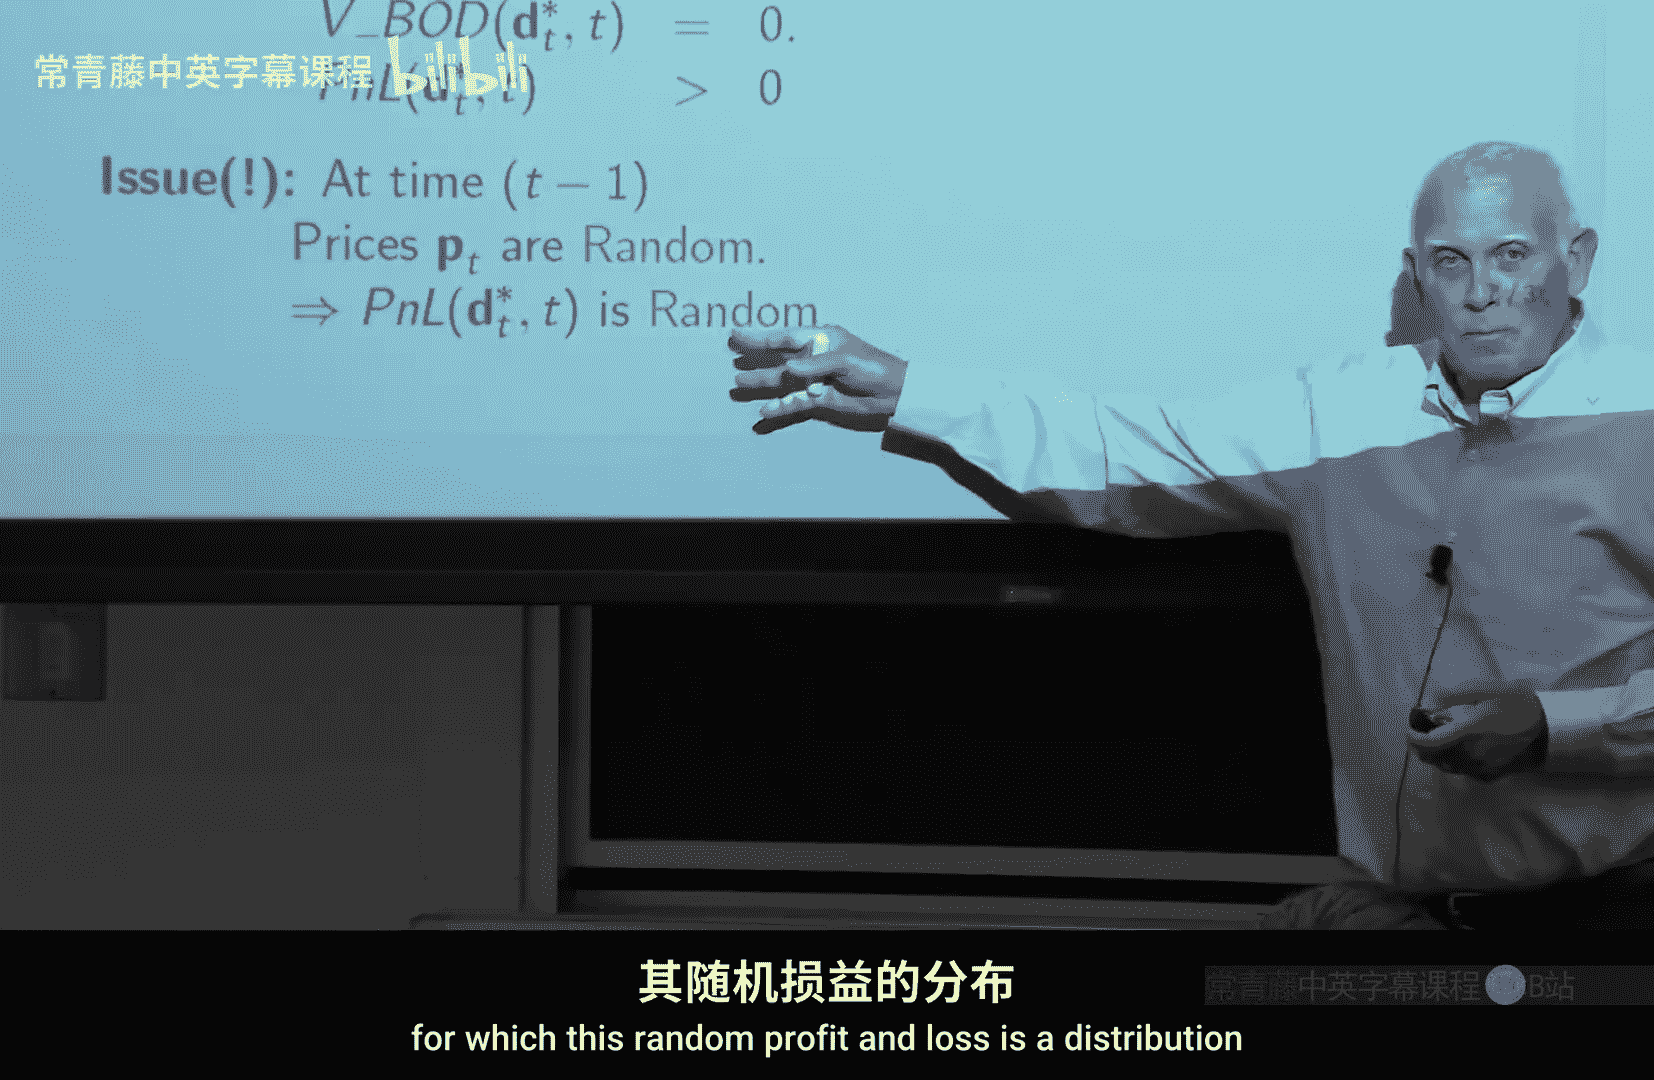 V_BOD(d*t, t) = 0.
常青藤中英字幕课程 bilibili
PnL(d*t, t) > 0
Issue(!): At time (t − 1)
Prices pt are Random.
⇒ PnL(d*t, t) is Random
其随机损益的分布
常青藤中英字幕课程 B站
for which this random profit and loss is a distribution